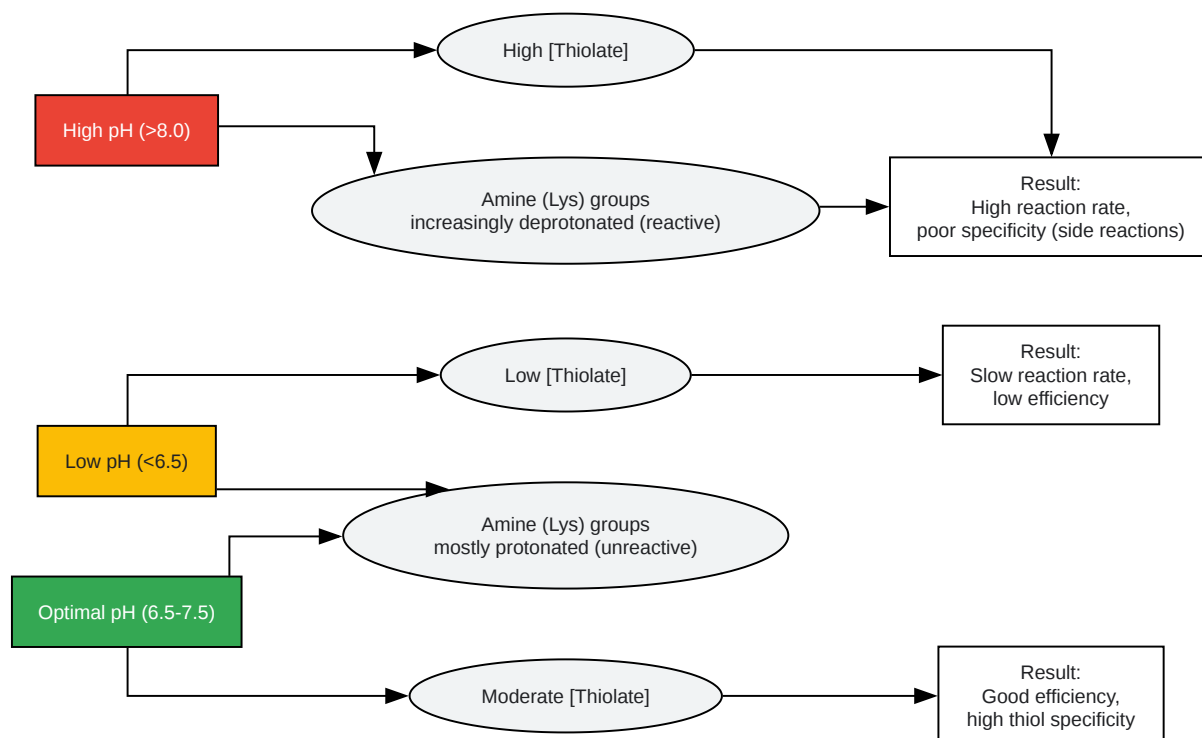 High [Thiolate]
High pH (>8.0)
Amine (Lys) groups
increasingly deprotonated (reactive)
Result:
High reaction rate,
poor specificity (side reactions)
Low [Thiolate]
Result:
Slow reaction rate,
low efficiency
Low pH (<6.5)
Amine (Lys) groups
mostly protonated (unreactive)
Optimal pH (6.5-7.5)
Moderate [Thiolate]
Result:
Good efficiency,
high thiol specificity